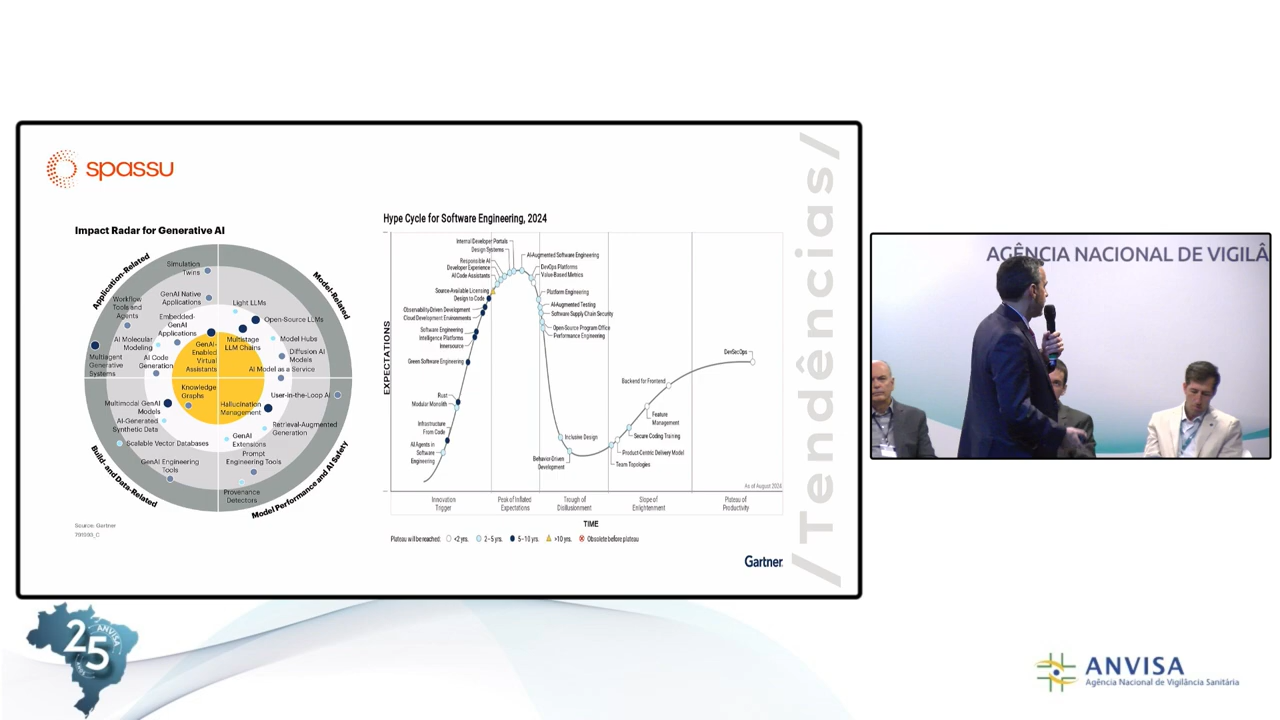 spassu
/Tendências/
Impact Radar for Generative AI
Application-Related
Model-Related
Build- and Data-Related
Model Performance and AI Safety
Simulation
Twins
GenAI Native
Applications
Workflow
Tools and
Agents
Embedded-
GenAI
Applications
AI Molecular
Modeling
Multiagent
Generative
Systems
AI Code
Generation
GenAI-
Enabled
Virtual
Assistants
Light LLMs
Open-Source LLMs
Multistage
LLM Chains
Model Hubs
Diffusion AI
Models
AI Model as a Service
User-in-the-Loop AI
Knowledge
Graphs
Multimodal GenAI
Models
AI-Generated
Synthetic Data
Scalable Vector Databases
GenAI Engineering
Tools
Hallucination
Management
Retrieval-Augmented
Generation
GenAI
Extensions
Prompt
Engineering Tools
Provenance
Detectors
Source: Gartner
Hype Cycle for Software Engineering, 2024
EXPECTATIONS
Internal Developer Portals
Design Systems
Responsible AI
Developer Experience
AI Code Assistants
Source-Available Licensing
Design to Code
Observability-Driven Development
Cloud Development Environments
Software Engineering
Intelligence Platforms
Innersource
Green Software Engineering
Rust
Modular Monolith
Infrastructure
From Code
AI Agents in
Software
Engineering
AI-Augmented Software Engineering
DevOps Platforms
Value-Based Metrics
Platform Engineering
AI-Augmented Testing
Software Supply Chain Security
Open-Source Program Office
Performance Engineering
Inclusive Design
Behavior-Driven
Development
Team Topologies
Product-Centric Delivery Model
Secure Coding Training
Feature
Management
Backend for Frontend
DevSecOps
As of August 2024
Innovation
Trigger
Peak of Inflated
Expectations
Trough of
Disillusionment
Slope of
Enlightenment
Plateau of
Productivity
TIME
Plateau will be reached: <2 yrs. 2-5 yrs. 5-10 yrs. >10 yrs. Obsolete before plateau
Gartner
AGÊNCIA NACIONAL DE VIGILÂ
25
ANVISA
ANVISA
Agência Nacional de Vigilância Sanitária